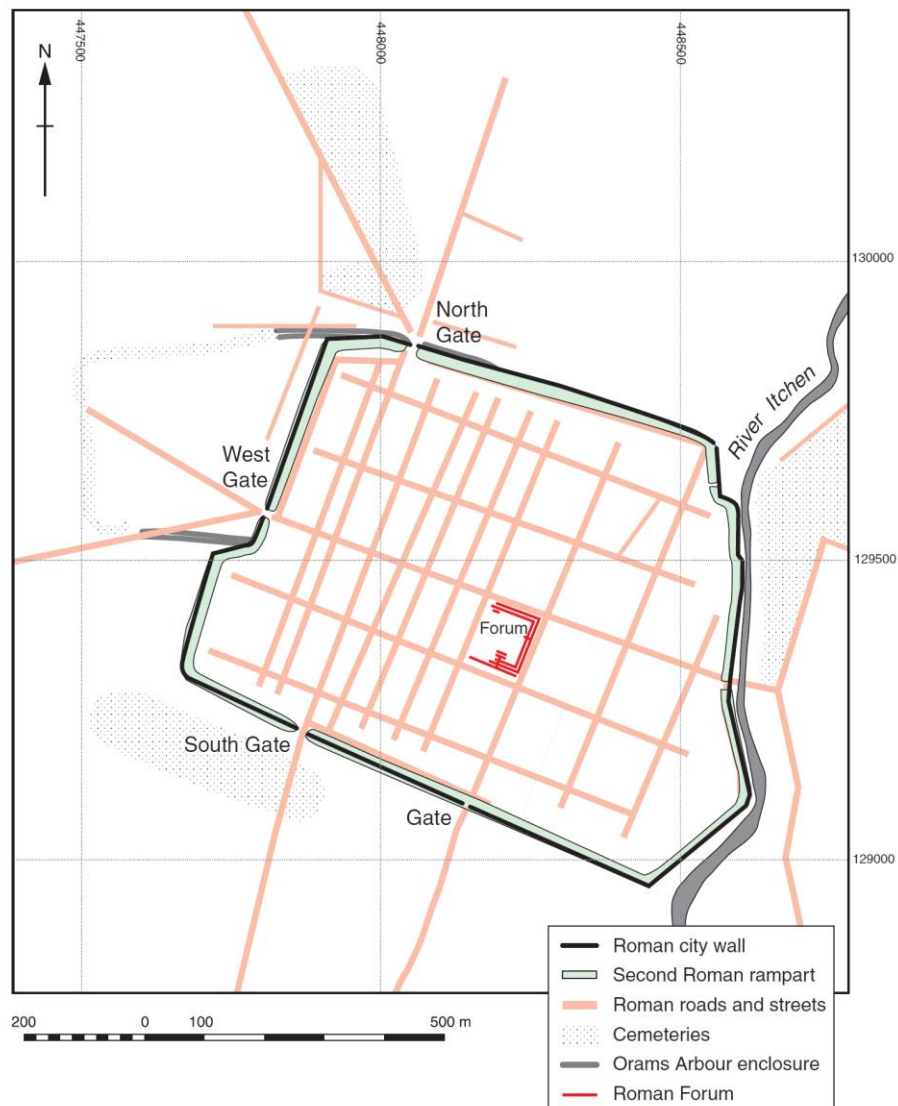 447500
448000
448500
N
130000
North
Gate
River Itchen
West
Gate
129500
Forum
South Gate
Gate
129000
Roman city wall
Second Roman rampart
Roman roads and streets
Cemeteries
Orams Arbour enclosure
Roman Forum
200 0 100 500 m